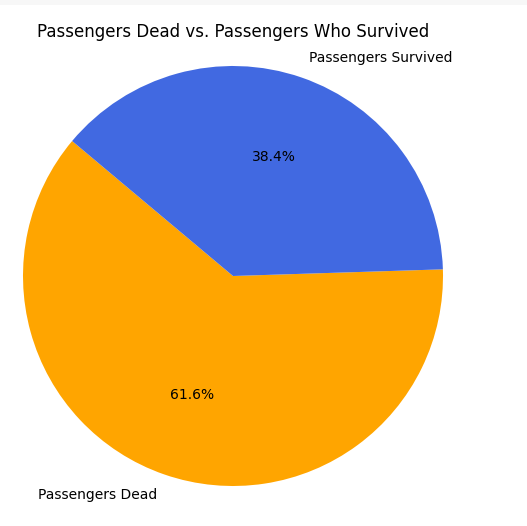 Passengers Dead vs. Passengers Who Survived
Passengers Survived
38.4%
61.6%
Passengers Dead